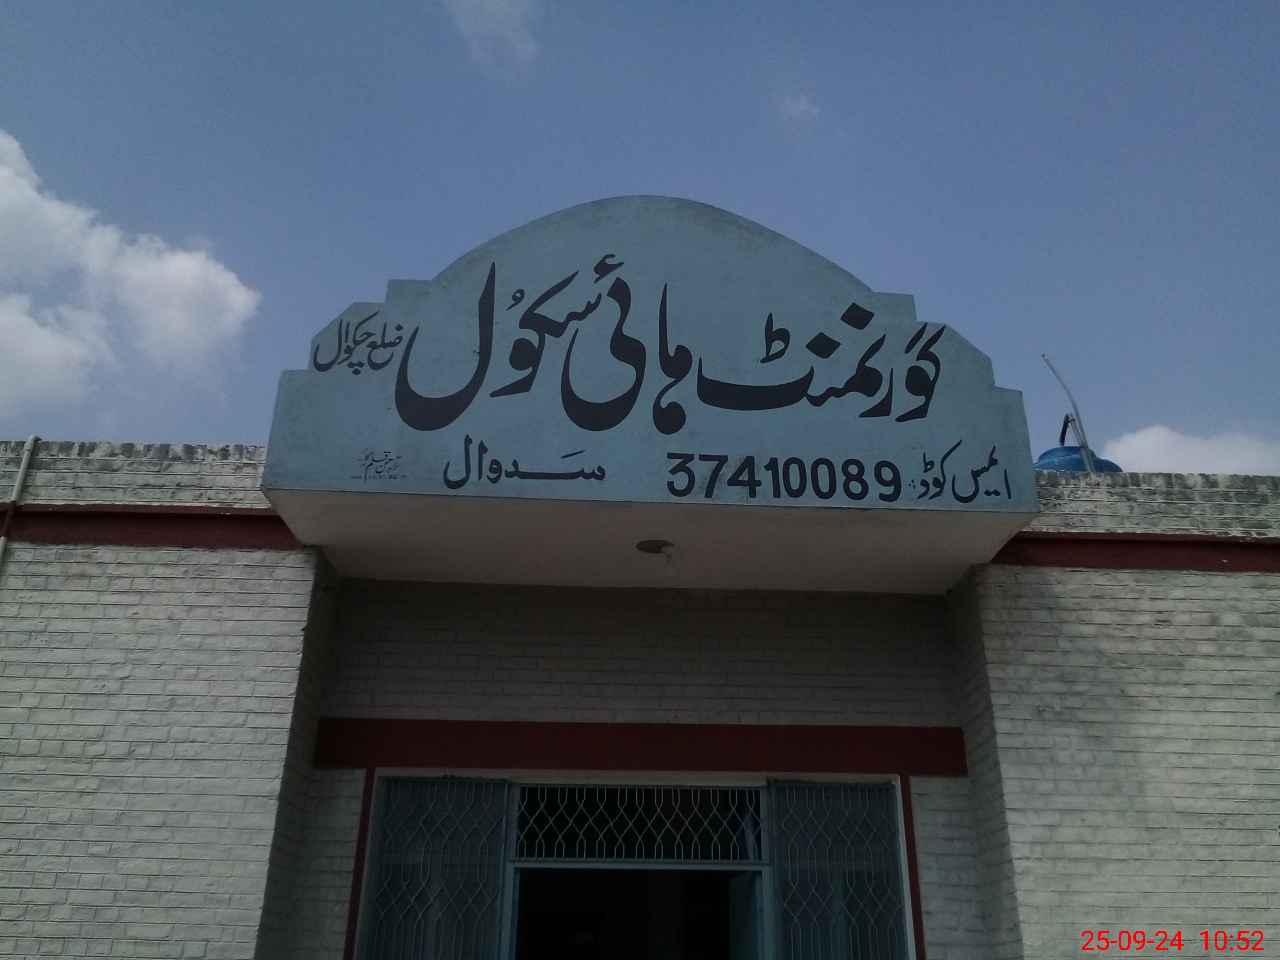 گورنمنٹ ہائی سکول ضلع چکوال
ایمس کوڈ: 37410089 سدوال
25-09-24 10:52